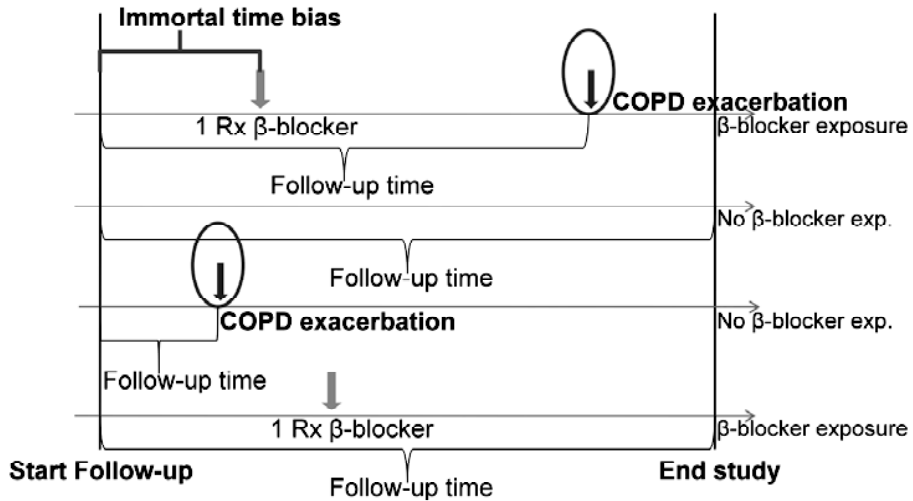 Immortal time bias
COPD exacerbation
1 Rx β-blocker
β-blocker exposure
Follow-up time
No β-blocker exp.
Follow-up time
COPD exacerbation
No β-blocker exp.
Follow-up time
1 Rx β-blocker
β-blocker exposure
Start Follow-up
End study
Follow-up time